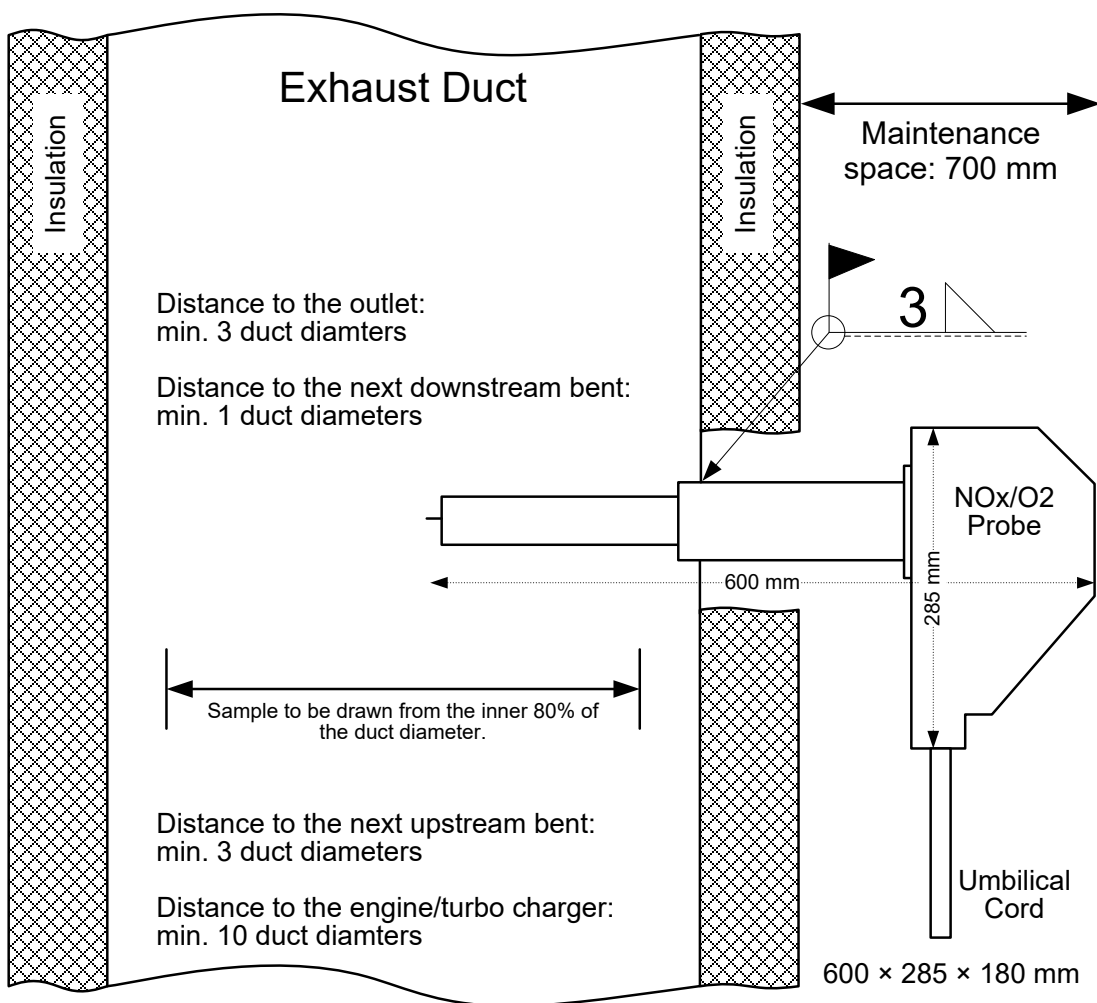 Exhaust Duct
Insulation
Insulation
Maintenance
space: 700 mm
Distance to the outlet:
min. 3 duct diamters
3
Distance to the next downstream bent:
min. 1 duct diameters
NOx/O2
Probe
600 mm
285 mm
Sample to be drawn from the inner 80% of
the duct diameter.
Distance to the next upstream bent:
min. 3 duct diameters
Distance to the engine/turbo charger:
min. 10 duct diamters
Umbilical
Cord
600 × 285 × 180 mm